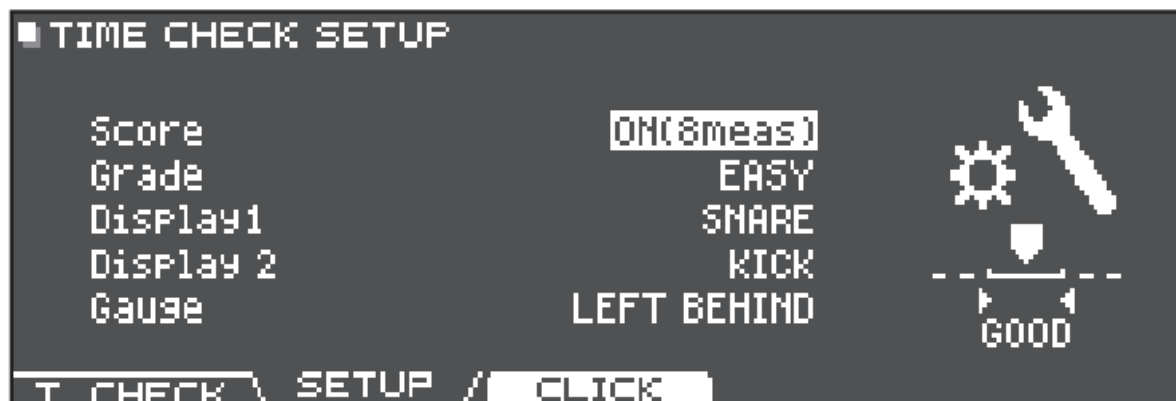 TIME CHECK SETUP
Score ON(8meas)
Grade EASY
Display1 SNARE
Display 2 KICK
Gauge LEFT BEHIND
GOOD
T. CHECK SETUP CLICK